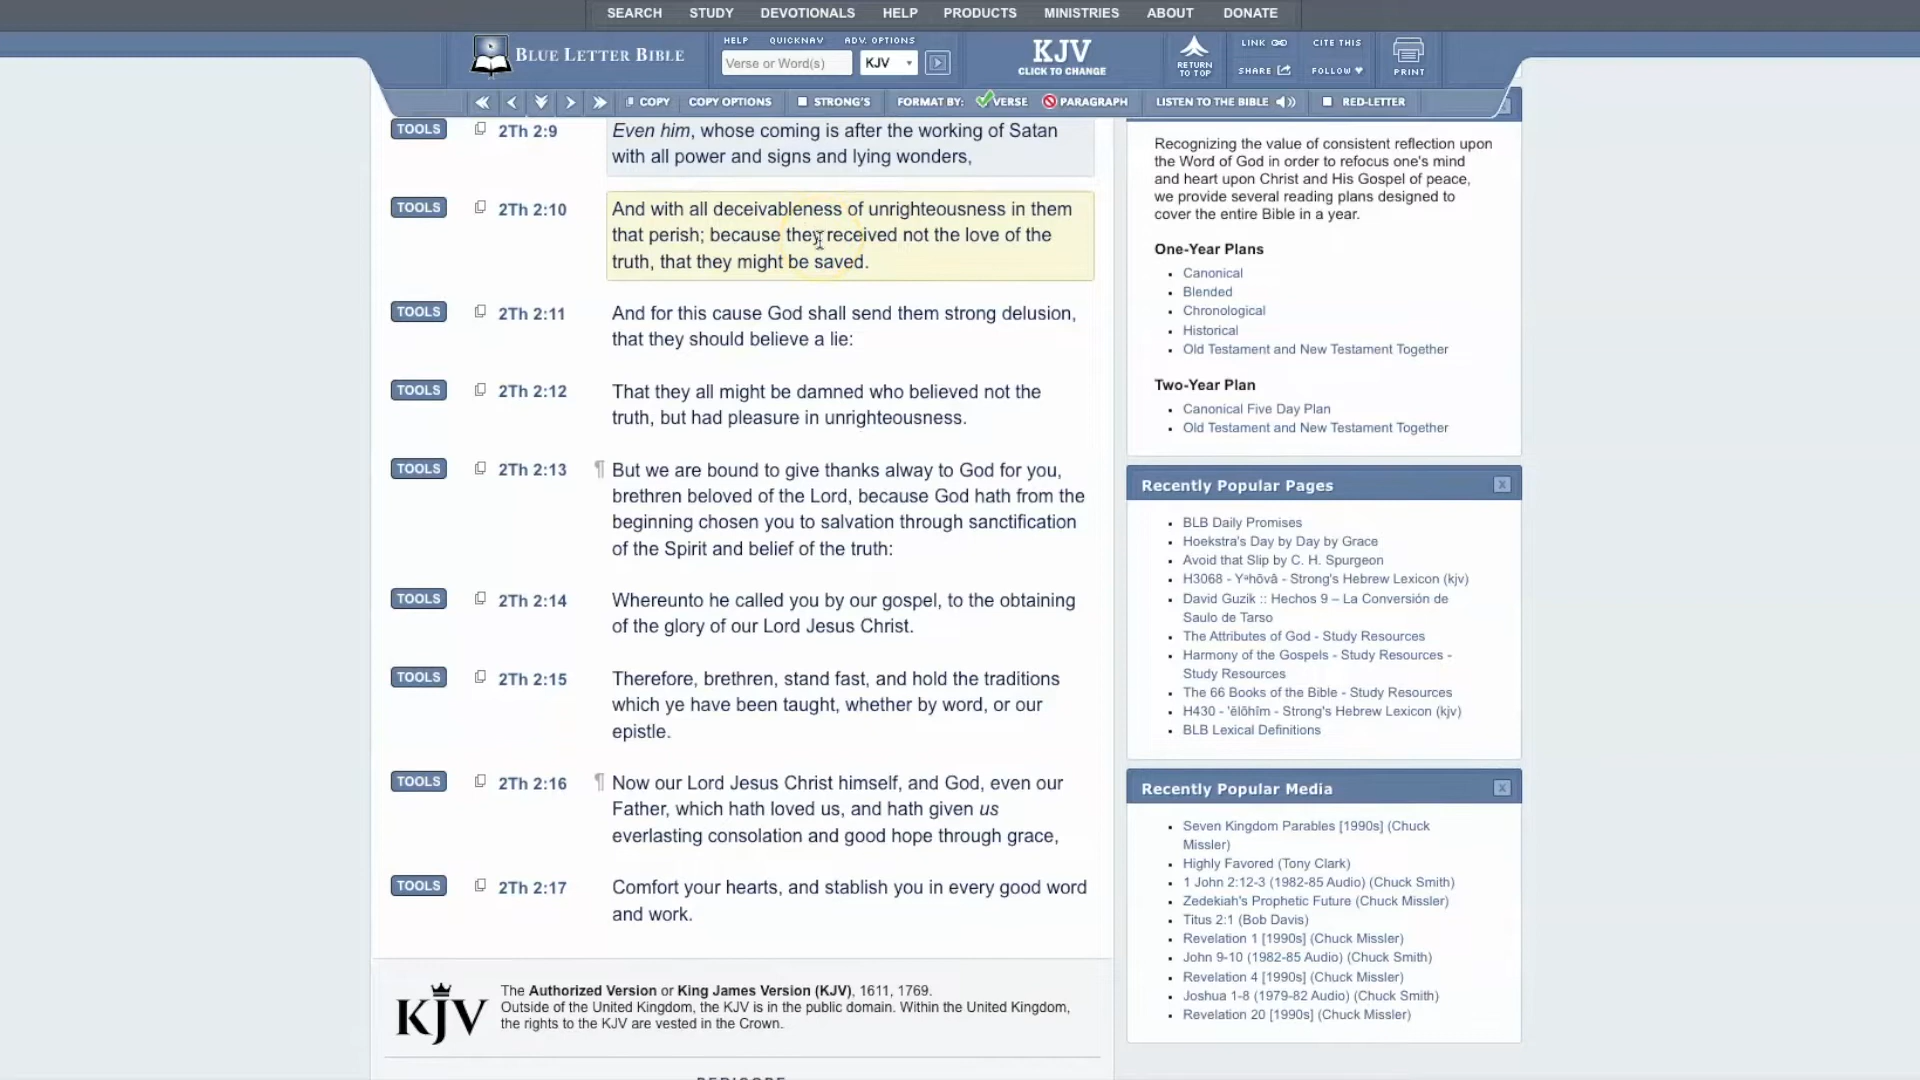 SEARCH STUDY DEVOTIONALS HELP PRODUCTS MINISTRIES ABOUT DONATE
BLUE LETTER BIBLE
HELP QUICKNAV ADV. OPTIONS
Verse or Word(s) KJV
KJV
CLICK TO CHANGE
RETURN
TO TOP
LINK CITE THIS
SHARE FOLLOW
PRINT
COPY COPY OPTIONS STRONG'S FORMAT BY: VERSE PARAGRAPH LISTEN TO THE BIBLE RED-LETTER
TOOLS 2Th 2:9 Even him, whose coming is after the working of Satan
with all power and signs and lying wonders,
TOOLS 2Th 2:10 And with all deceivableness of unrighteousness in them
that perish; because they received not the love of the
truth, that they might be saved.
TOOLS 2Th 2:11 And for this cause God shall send them strong delusion,
that they should believe a lie:
TOOLS 2Th 2:12 That they all might be damned who believed not the
truth, but had pleasure in unrighteousness.
TOOLS 2Th 2:13 ¶ But we are bound to give thanks alway to God for you,
brethren beloved of the Lord, because God hath from the
beginning chosen you to salvation through sanctification
of the Spirit and belief of the truth:
TOOLS 2Th 2:14 Whereunto he called you by our gospel, to the obtaining
of the glory of our Lord Jesus Christ.
TOOLS 2Th 2:15 Therefore, brethren, stand fast, and hold the traditions
which ye have been taught, whether by word, or our
epistle.
TOOLS 2Th 2:16 ¶ Now our Lord Jesus Christ himself, and God, even our
Father, which hath loved us, and hath given us
everlasting consolation and good hope through grace,
TOOLS 2Th 2:17 Comfort your hearts, and stablish you in every good word
and work.
KJV
The Authorized Version or King James Version (KJV), 1611, 1769.
Outside of the United Kingdom, the KJV is in the public domain. Within the United Kingdom,
the rights to the KJV are vested in the Crown.
PERICOPE
Recognizing the value of consistent reflection upon
the Word of God in order to refocus one's mind
and heart upon Christ and His Gospel of peace,
we provide several reading plans designed to
cover the entire Bible in a year.
One-Year Plans
Canonical
Blended
Chronological
Historical
Old Testament and New Testament Together
Two-Year Plan
Canonical Five Day Plan
Old Testament and New Testament Together
Recently Popular Pages x
BLB Daily Promises
Hoekstra's Day by Day by Grace
Avoid that Slip by C. H. Spurgeon
H3068 - Yᵊhōvâ - Strong's Hebrew Lexicon (kjv)
David Guzik :: Hechos 9 – La Conversión de
Saulo de Tarso
The Attributes of God - Study Resources
Harmony of the Gospels - Study Resources -
Study Resources
The 66 Books of the Bible - Study Resources
H430 - 'ĕlōhîm - Strong's Hebrew Lexicon (kjv)
BLB Lexical Definitions
Recently Popular Media x
Seven Kingdom Parables [1990s] (Chuck
Missler)
Highly Favored (Tony Clark)
1 John 2:12-3 (1982-85 Audio) (Chuck Smith)
Zedekiah's Prophetic Future (Chuck Missler)
Titus 2:1 (Bob Davis)
Revelation 1 [1990s] (Chuck Missler)
John 9-10 (1982-85 Audio) (Chuck Smith)
Revelation 4 [1990s] (Chuck Missler)
Joshua 1-8 (1979-82 Audio) (Chuck Smith)
Revelation 20 [1990s] (Chuck Missler)